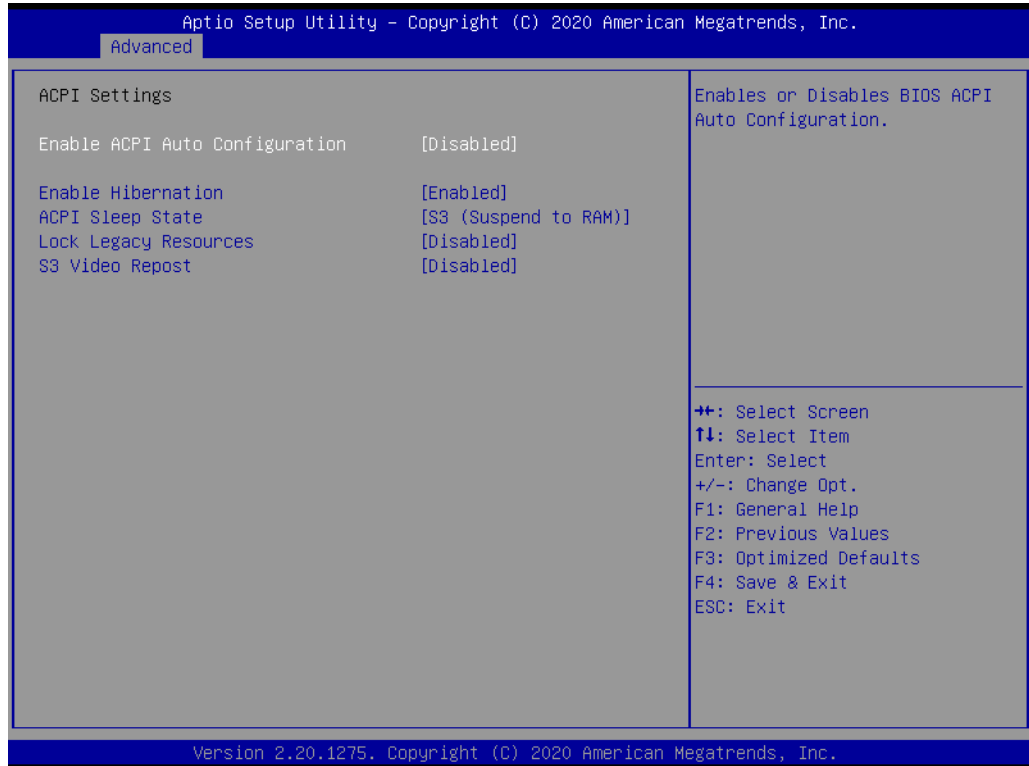 Aptio Setup Utility – Copyright (C) 2020 American Megatrends, Inc.
Advanced
ACPI Settings
Enable ACPI Auto Configuration [Disabled]
Enable Hibernation [Enabled]
ACPI Sleep State [S3 (Suspend to RAM)]
Lock Legacy Resources [Disabled]
S3 Video Repost [Disabled]
Enables or Disables BIOS ACPI
Auto Configuration.
→←: Select Screen
↑↓: Select Item
Enter: Select
+/-: Change Opt.
F1: General Help
F2: Previous Values
F3: Optimized Defaults
F4: Save & Exit
ESC: Exit
Version 2.20.1275. Copyright (C) 2020 American Megatrends, Inc.